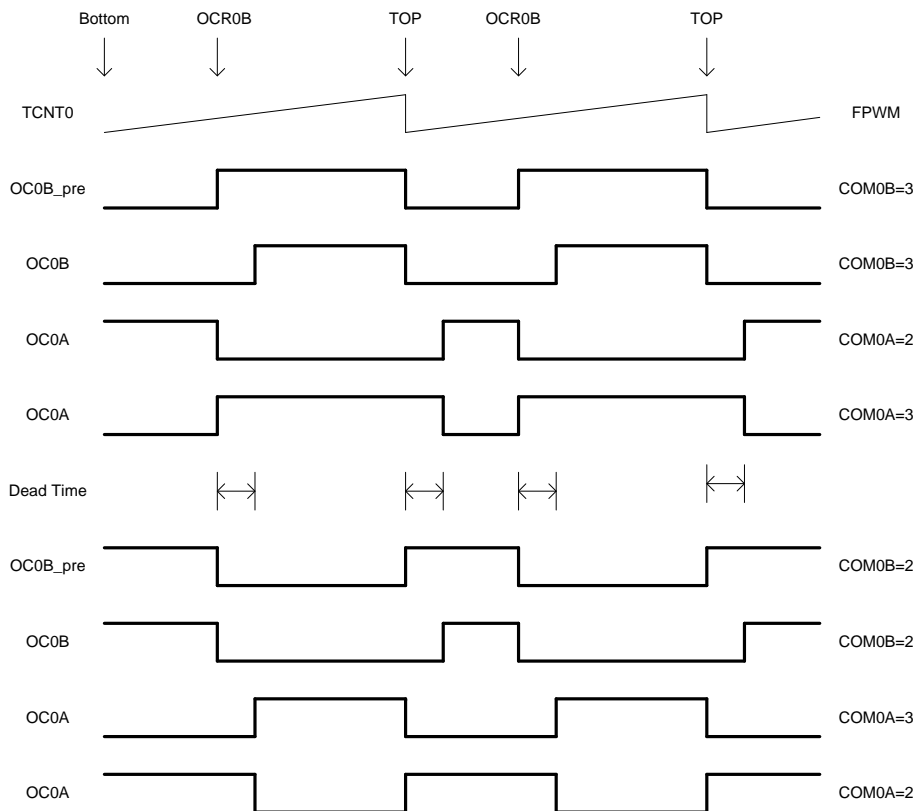 Bottom OCR0B TOP OCR0B TOP
TCNT0 FPWM
OC0B_pre COM0B=3
OC0B COM0B=3
OC0A COM0A=2
OC0A COM0A=3
Dead Time
OC0B_pre COM0B=2
OC0B COM0B=2
OC0A COM0A=3
OC0A COM0A=2